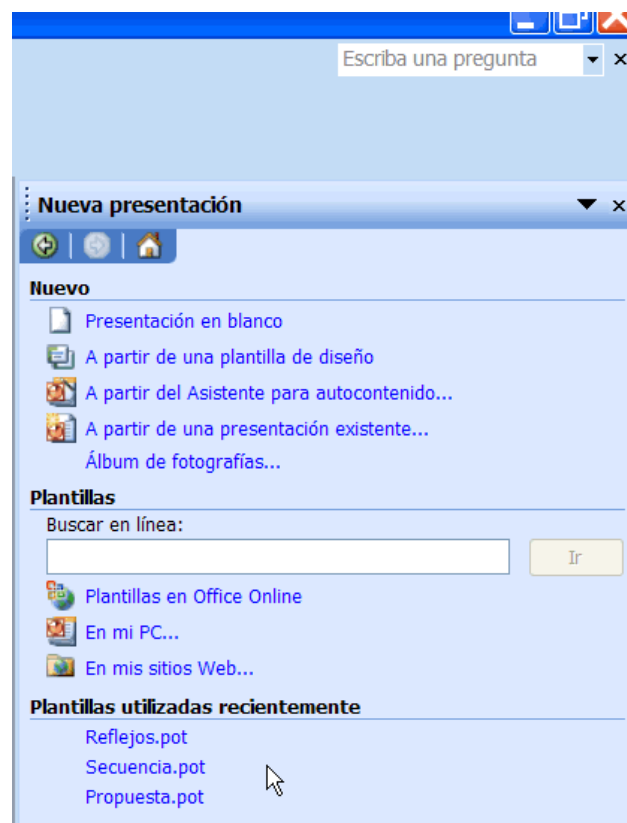 Escriba una pregunta
Nueva presentación
Nuevo
Presentación en blanco
A partir de una plantilla de diseño
A partir del Asistente para autocontenido...
A partir de una presentación existente...
Álbum de fotografías...
Plantillas
Buscar en línea:
Ir
Plantillas en Office Online
En mi PC...
En mis sitios Web...
Plantillas utilizadas recientemente
Reflejos.pot
Secuencia.pot
Propuesta.pot